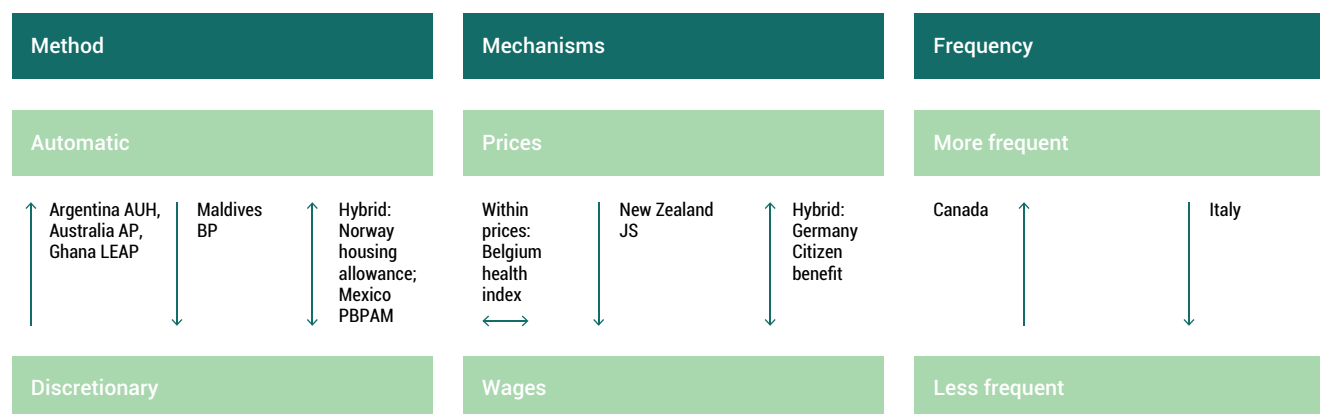 Method
Automatic
Argentina AUH,
Australia AP,
Ghana LEAP
Maldives
BP
Hybrid:
Norway
housing
allowance;
Mexico
PBPAM
Discretionary
Mechanisms
Prices
Within
prices:
Belgium
health
index
New Zealand
JS
Hybrid:
Germany
Citizen
benefit
Wages
Frequency
More frequent
Canada
Italy
Less frequent